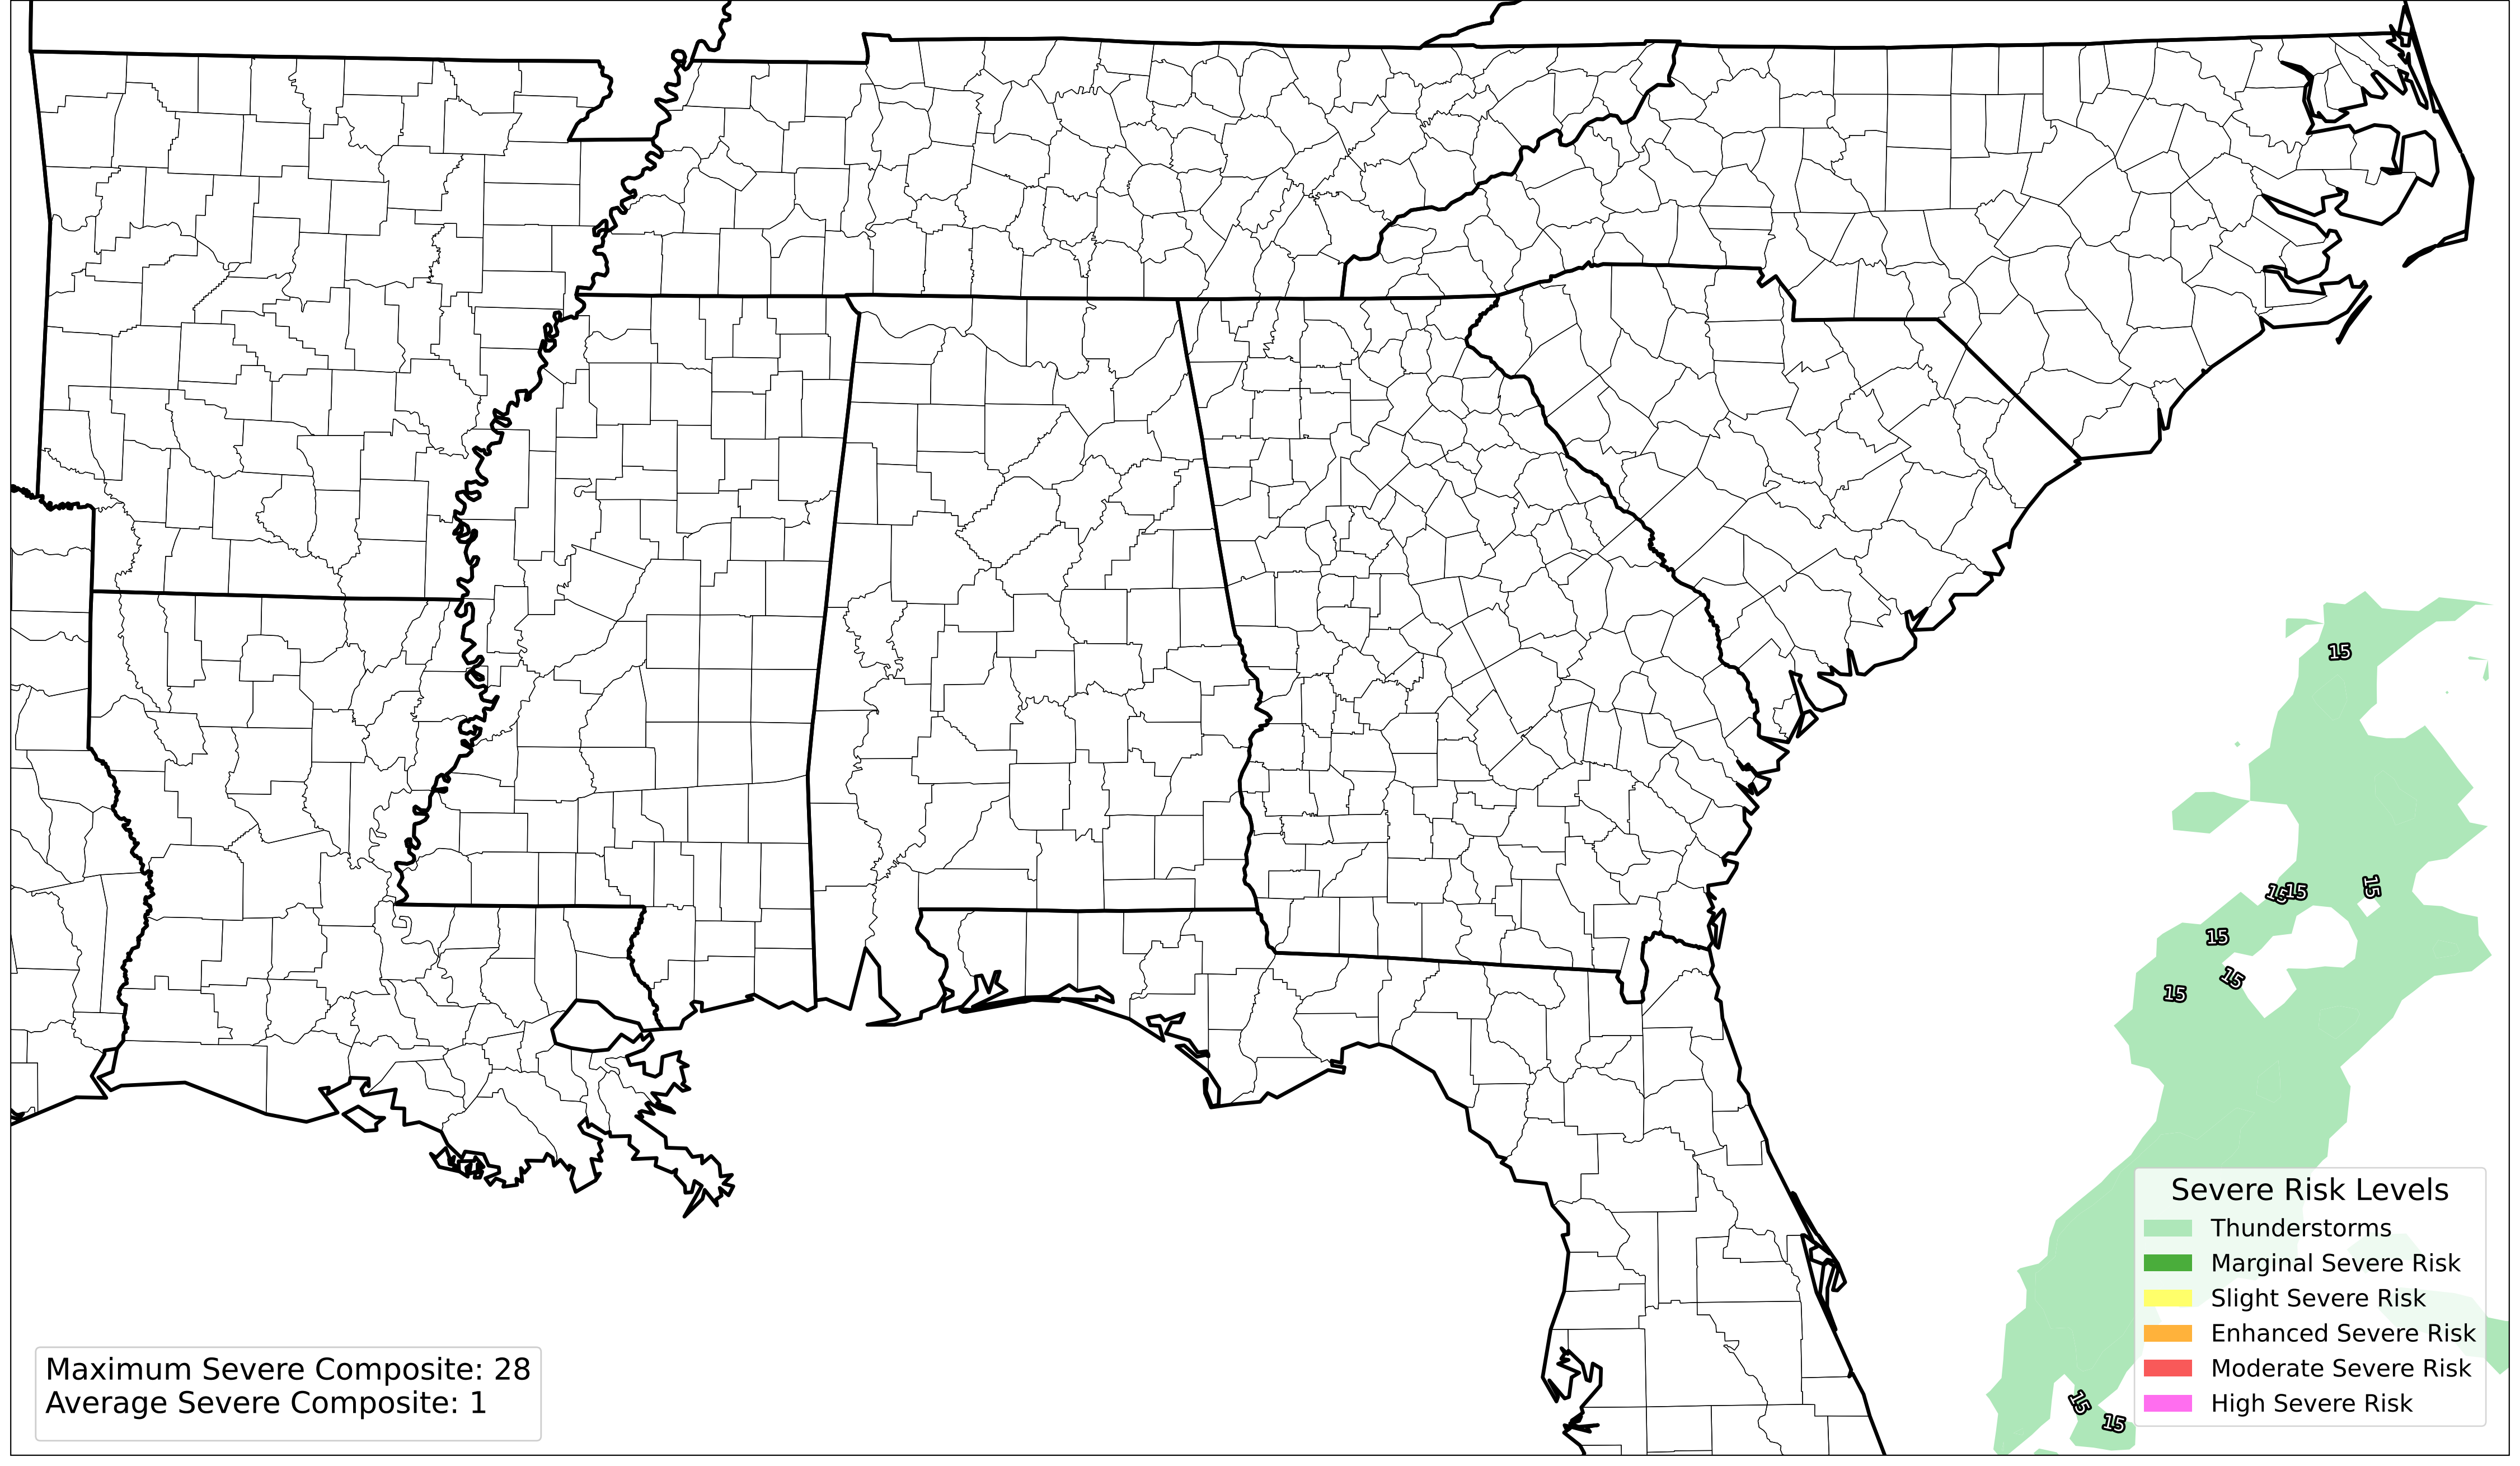 15
15
15
15
15
15
15
Severe Risk Levels
Thunderstorms
Marginal Severe Risk
Slight Severe Risk
Enhanced Severe Risk
Moderate Severe Risk
High Severe Risk
Maximum Severe Composite: 28
Average Severe Composite: 1
15
15